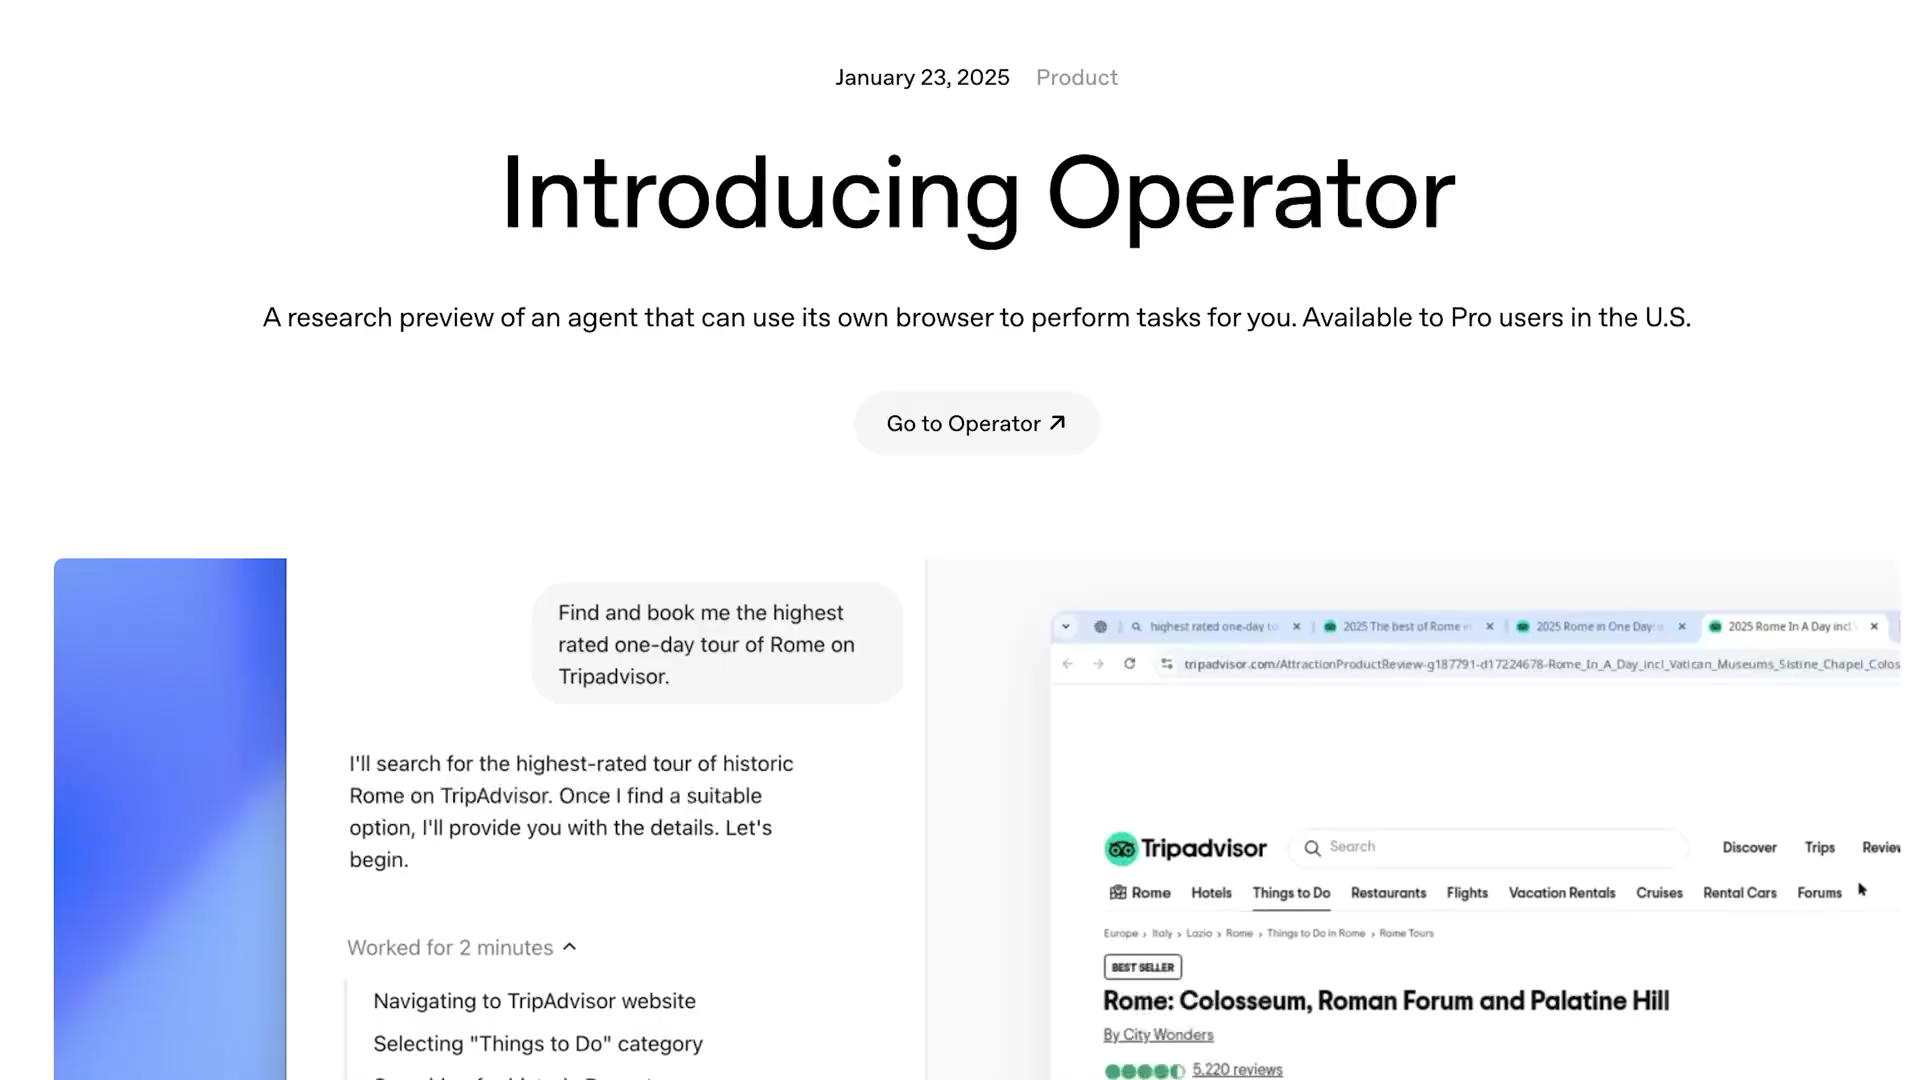 January 23, 2025 Product
Introducing Operator
A research preview of an agent that can use its own browser to perform tasks for you. Available to Pro users in the U.S.
Go to Operator
Find and book me the highest
rated one-day tour of Rome on
Tripadvisor.
I'll search for the highest-rated tour of historic
Rome on TripAdvisor. Once I find a suitable
option, I'll provide you with the details. Let's
begin.
Worked for 2 minutes
Navigating to TripAdvisor website
Selecting "Things to Do" category
highest rated one-day to
2025 The best of Rome
2025 Rome in One Day
2025 Rome In A Day incl
tripadvisor.com/AttractionProductReview-g187791-d17224678-Rome_In_A_Day_incl_Vatican_Museums_Sistine_Chapel_Colos
Tripadvisor
Search
Discover Trips Review
Rome Hotels Things to Do Restaurants Flights Vacation Rentals Cruises Rental Cars Forums
Europe › Italy › Lazio › Rome › Things to Do in Rome › Rome Tours
BEST SELLER
Rome: Colosseum, Roman Forum and Palatine Hill
By City Wonders
5,220 reviews